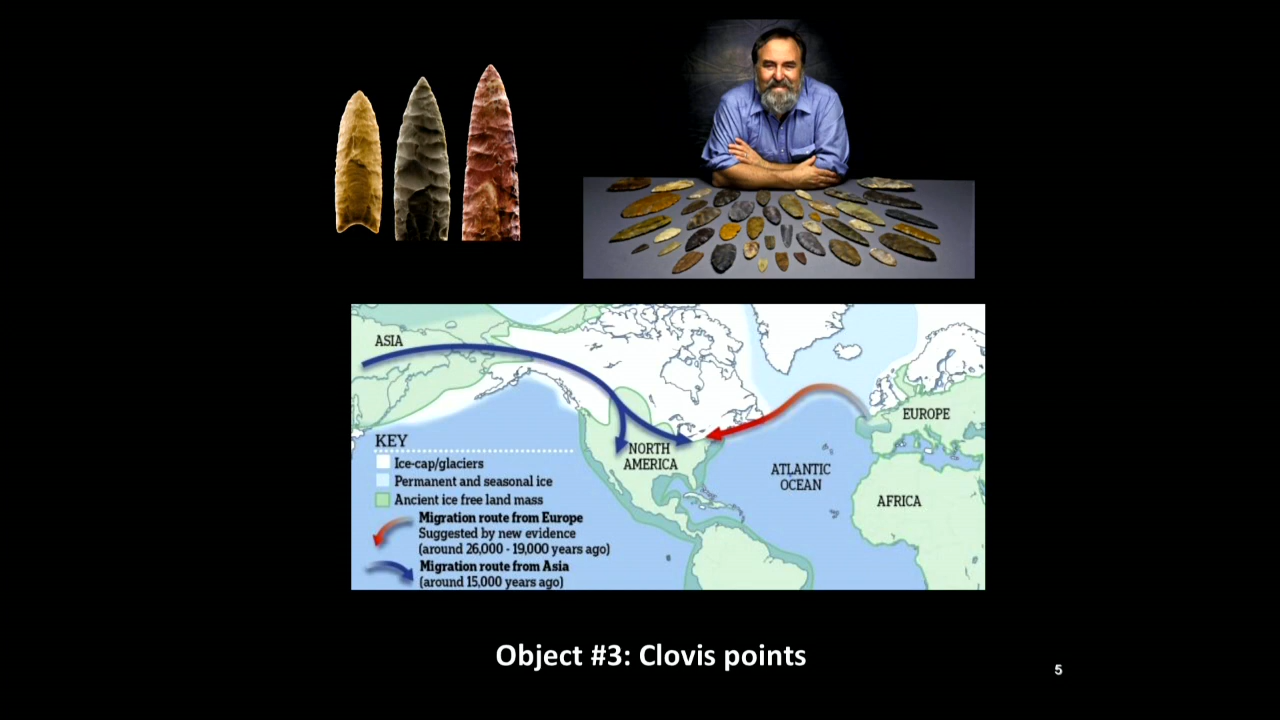 ASIA
EUROPE
KEY
NORTH
AMERICA
Ice-cap/glaciers
ATLANTIC
OCEAN
Permanent and seasonal ice
AFRICA
Ancient ice free land mass
Migration route from Europe
Suggested by new evidence
(around 26,000 - 19,000 years ago)
Migration route from Asia
(around 15,000 years ago)
Object #3: Clovis points
5